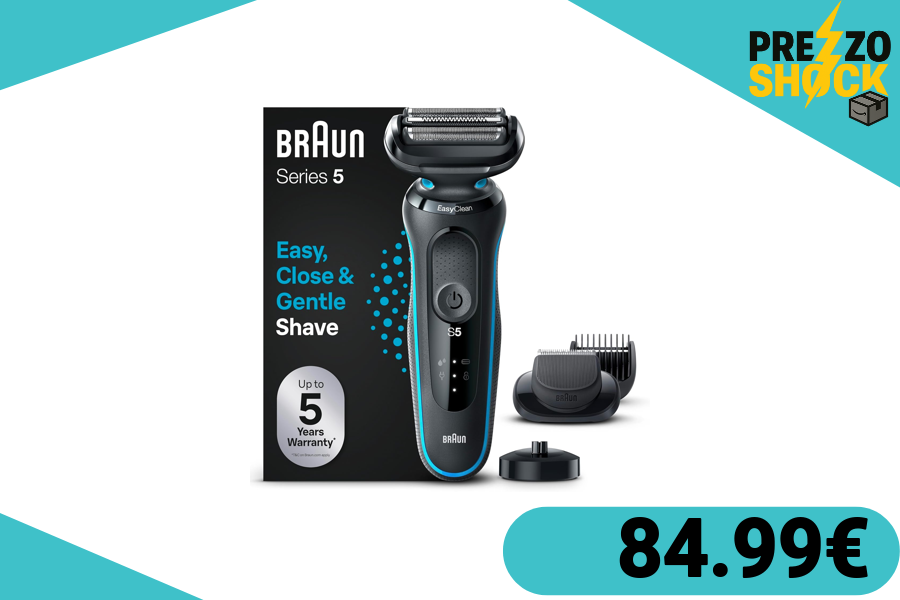 PREZZO
SHOCK
BRAUN
Series 5
EasyClean
Easy,
Close &
Gentle
Shave
S5
Up to
5
Years
Warranty*
BRAUN
BRAUN
84.99€